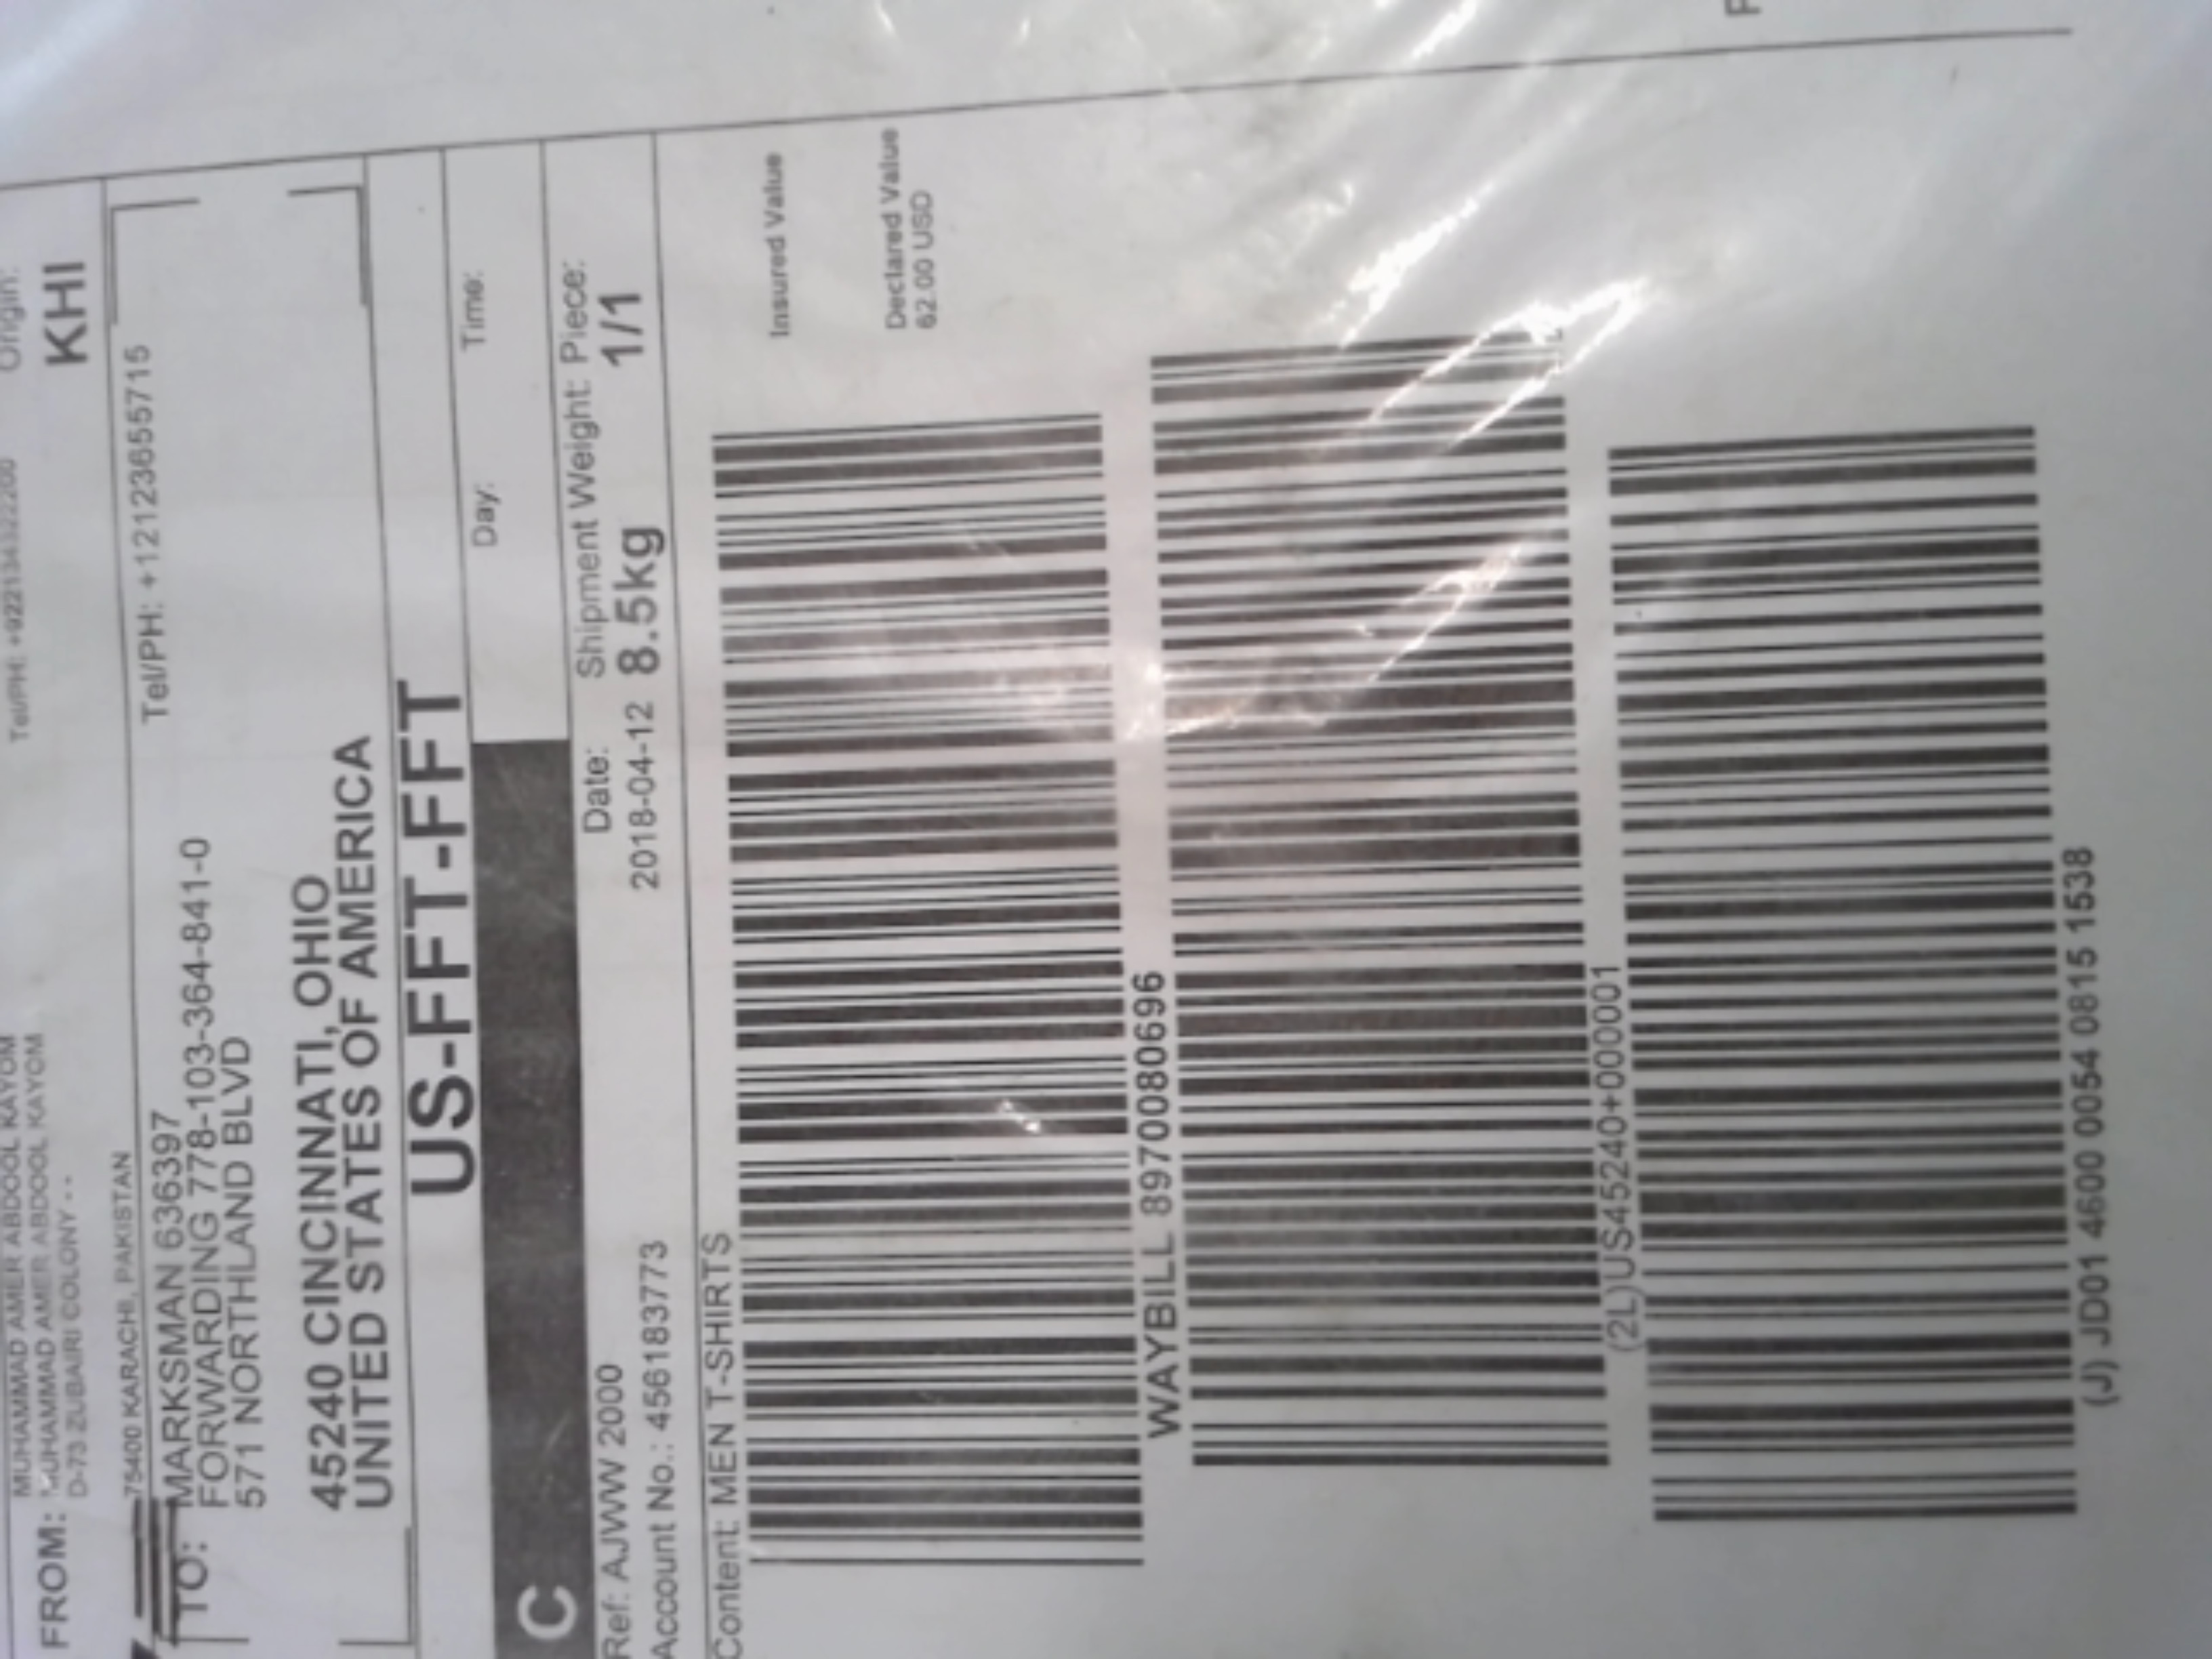 MUHAMMAD AMER ABDOOL KAYOM
FROM: MUHAMMAD AMER ABDOOL KAYOM
D-73 ZUBAIRI COLONY - -
Tel/PH: +922134322200
Origin:
KHI
75400 KARACHI, PAKISTAN
TO: MARKSMAN 636397
FORWARDING 778-103-364-841-0
571 NORTHLAND BLVD
Tel/PH: +12123655715
45240 CINCINNATI, OHIO
UNITED STATES OF AMERICA
US-FFT-FFT
C
Day: Time:
Ref: AJWW 2000
Account No.: 456183773
Date:
2018-04-12
Shipment Weight:
8.5kg
Piece:
1/1
Content: MEN T-SHIRTS
Insured Value
Declared Value
62.00 USD
WAYBILL 8970080696
(2L)US45240+000001
(J) JD01 4600 0054 0815 1538